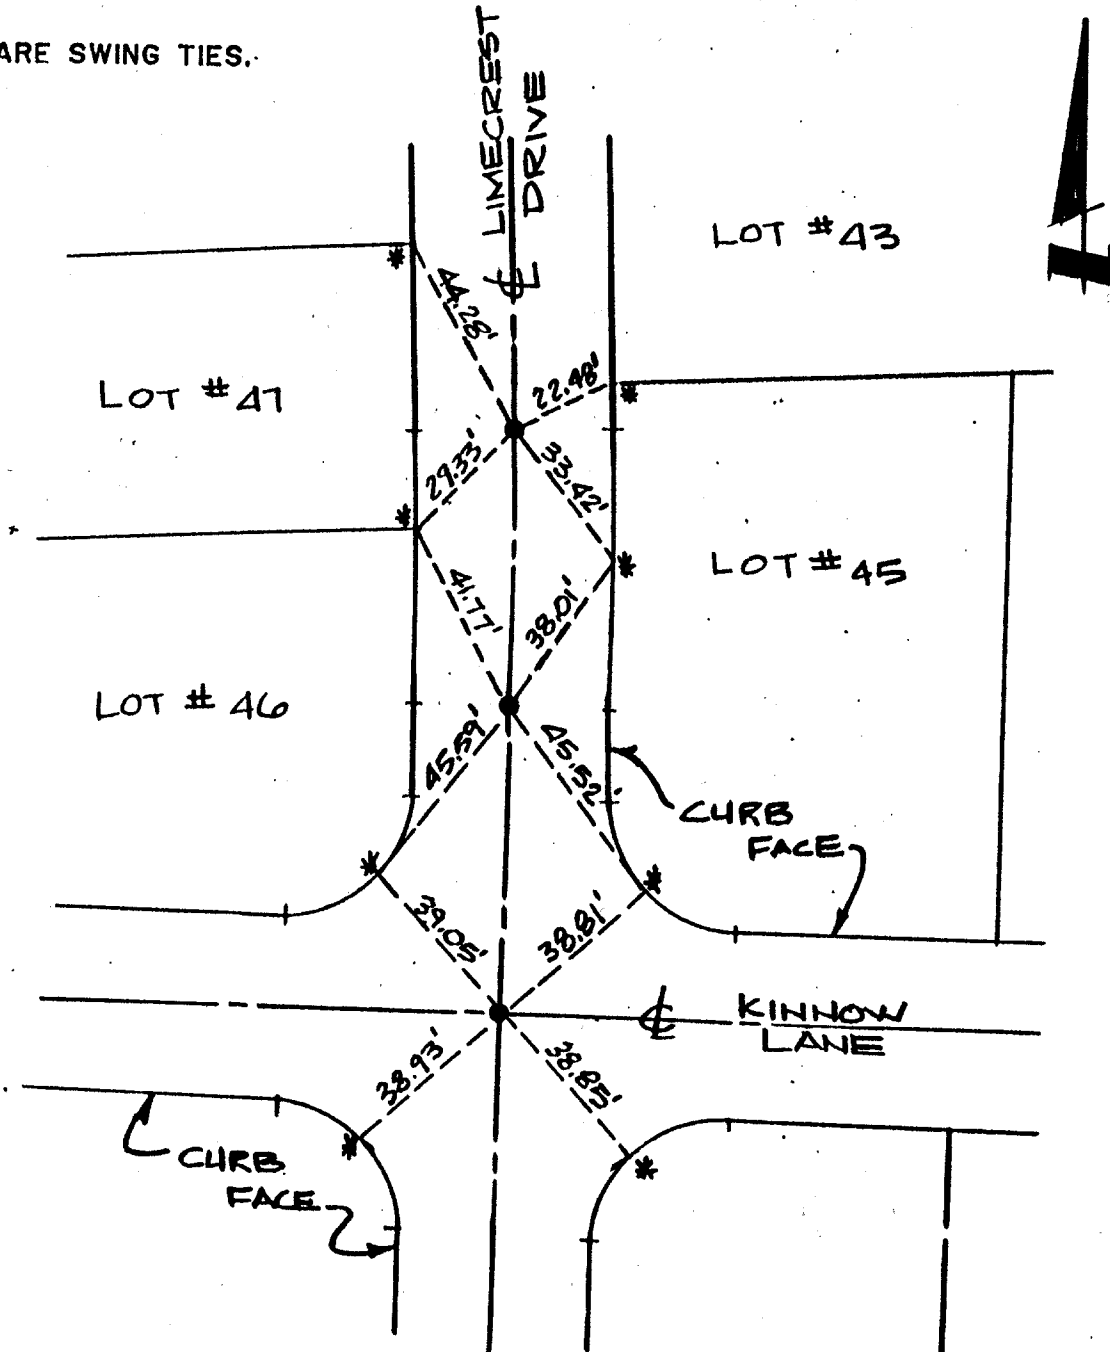 ARE SWING TIES.
℄ LIMECREST
DRIVE
LOT #43
44.28'
22.48'
LOT #47
29.33'
33.42'
LOT #45
41.77'
38.01'
LOT # 46
45.59'
45.52'
CURB
FACE
39.05'
38.81'
℄ KINNOW
LANE
38.93'
38.85'
CURB
FACE